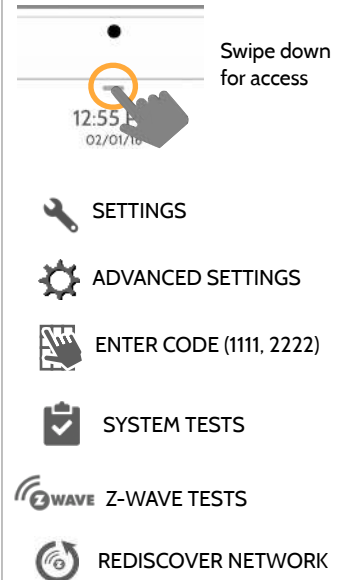 Swipe down
for access
12:55 P
02/01/16
SETTINGS
ADVANCED SETTINGS
ENTER CODE (1111, 2222)
SYSTEM TESTS
Z WAVE Z-WAVE TESTS
REDISCOVER NETWORK